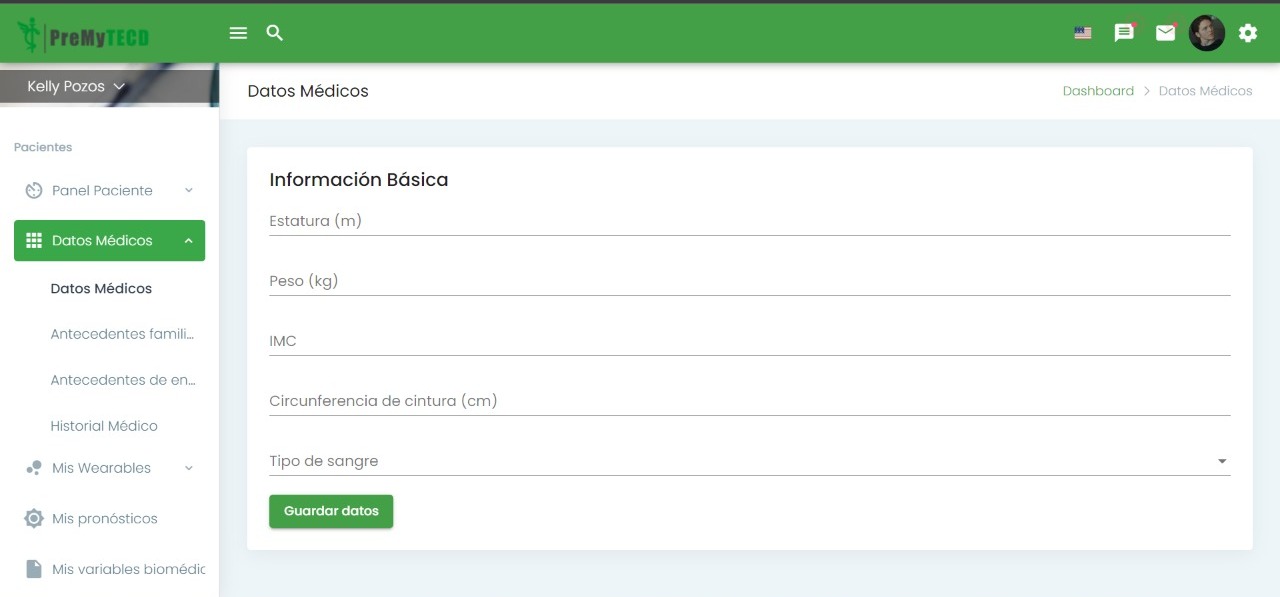 PreMyTECD
Kelly Pozos
Datos Médicos
Dashboard > Datos Médicos
Pacientes
Panel Paciente
Datos Médicos
Datos Médicos
Antecedentes famili...
Antecedentes de en...
Historial Médico
Mis Wearables
Mis pronósticos
Mis variables biomédic
Información Básica
Estatura (m)
Peso (kg)
IMC
Circunferencia de cintura (cm)
Tipo de sangre
Guardar datos